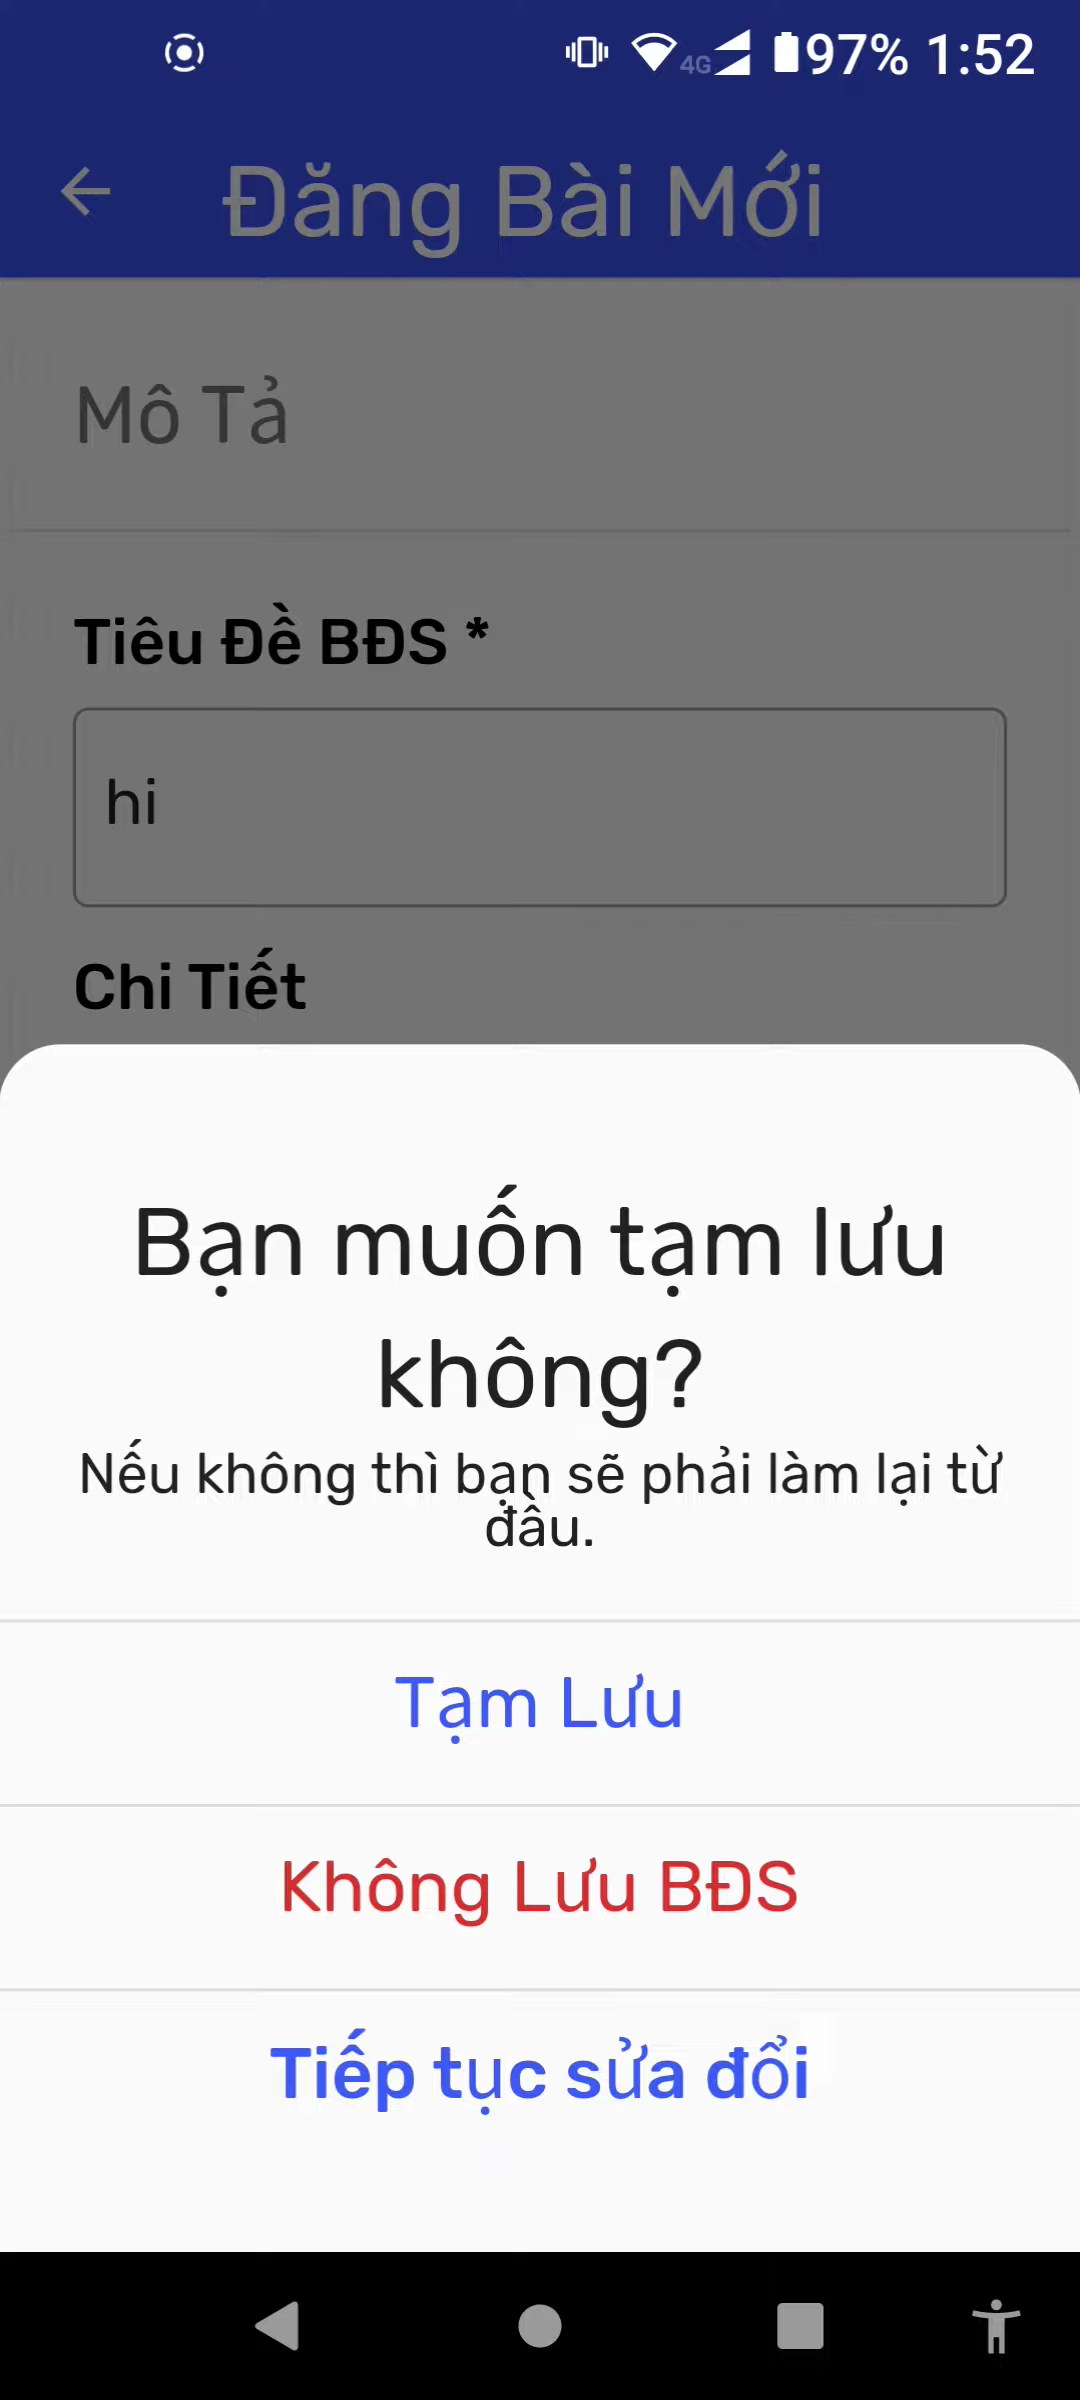 4G 97% 1:52
Đăng Bài Mới
Mô Tả
Tiêu Đề BĐS *
hi
Chi Tiết
Bạn muốn tạm lưu
không?
Nếu không thì bạn sẽ phải làm lại từ
đầu.
Tạm Lưu
Không Lưu BĐS
Tiếp tục sửa đổi